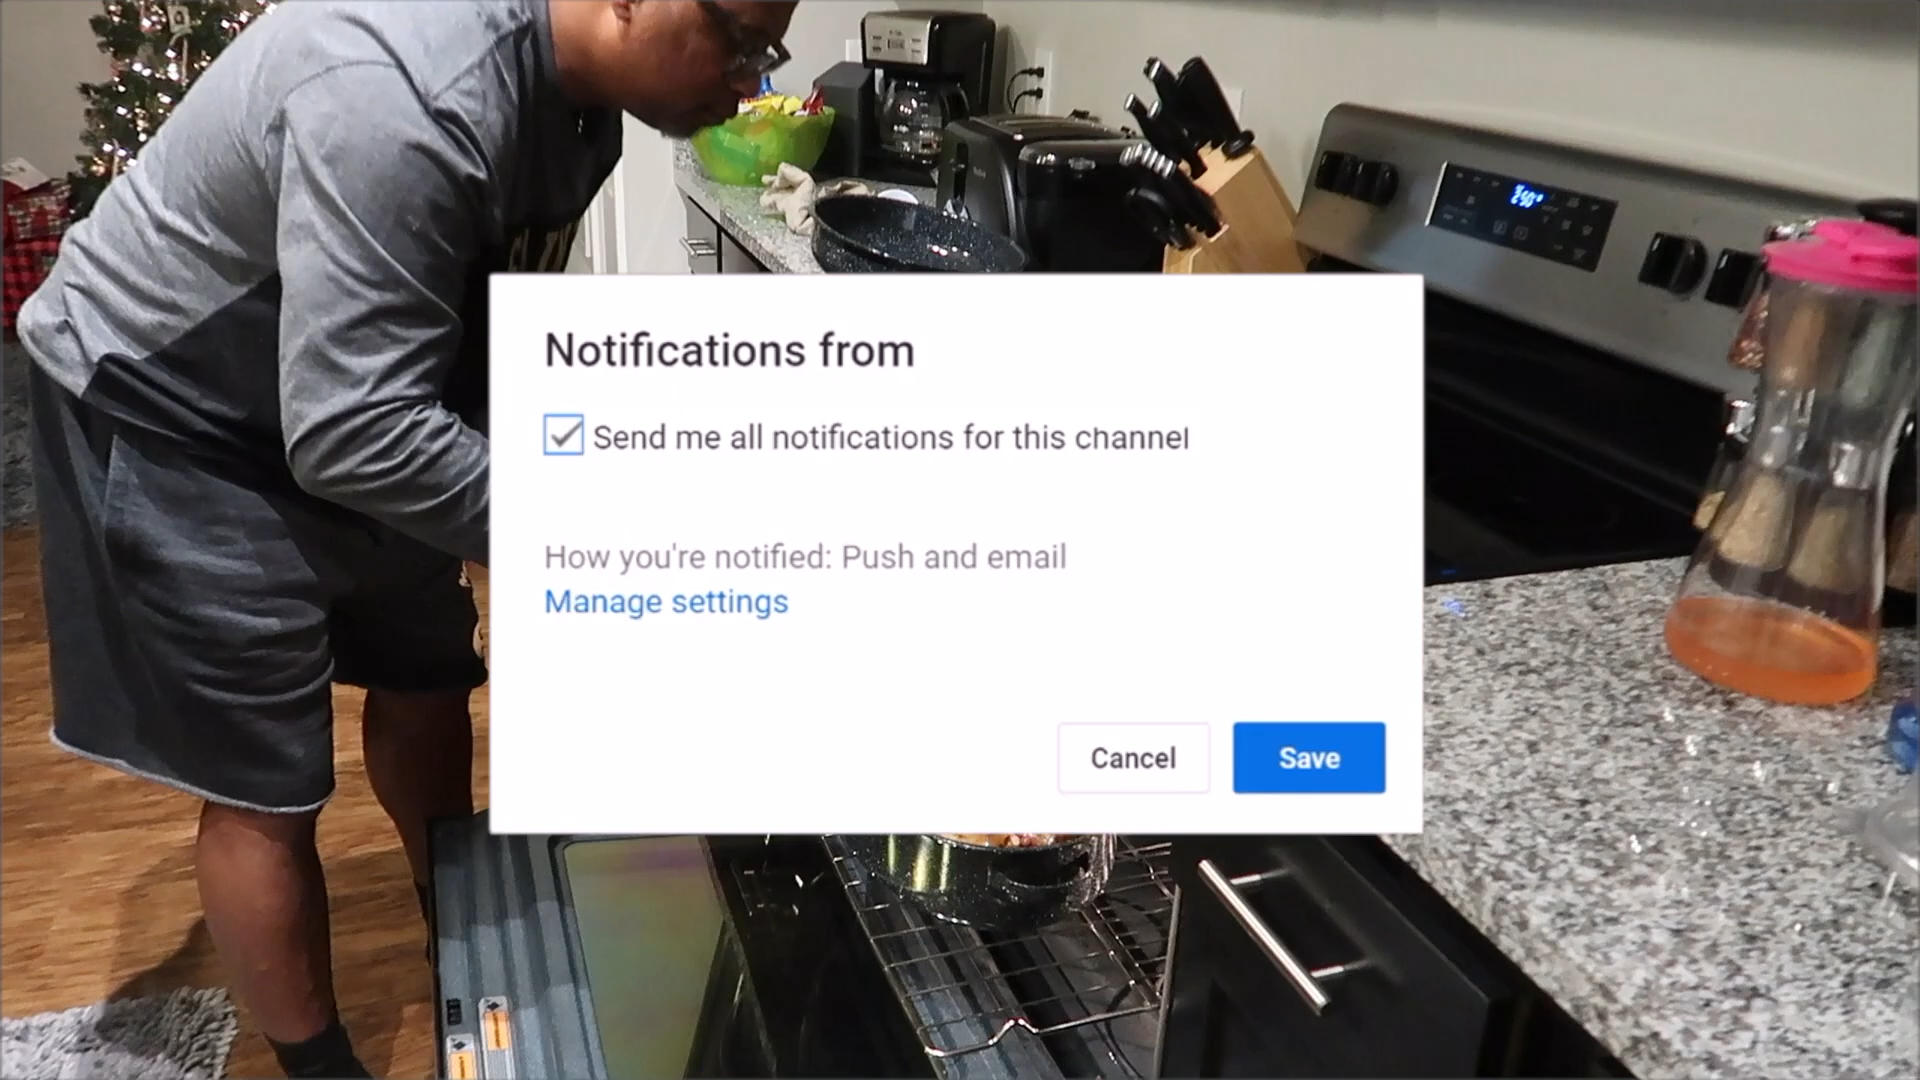 Notifications from
Send me all notifications for this channel
How you're notified: Push and email
Manage settings
Cancel
Save